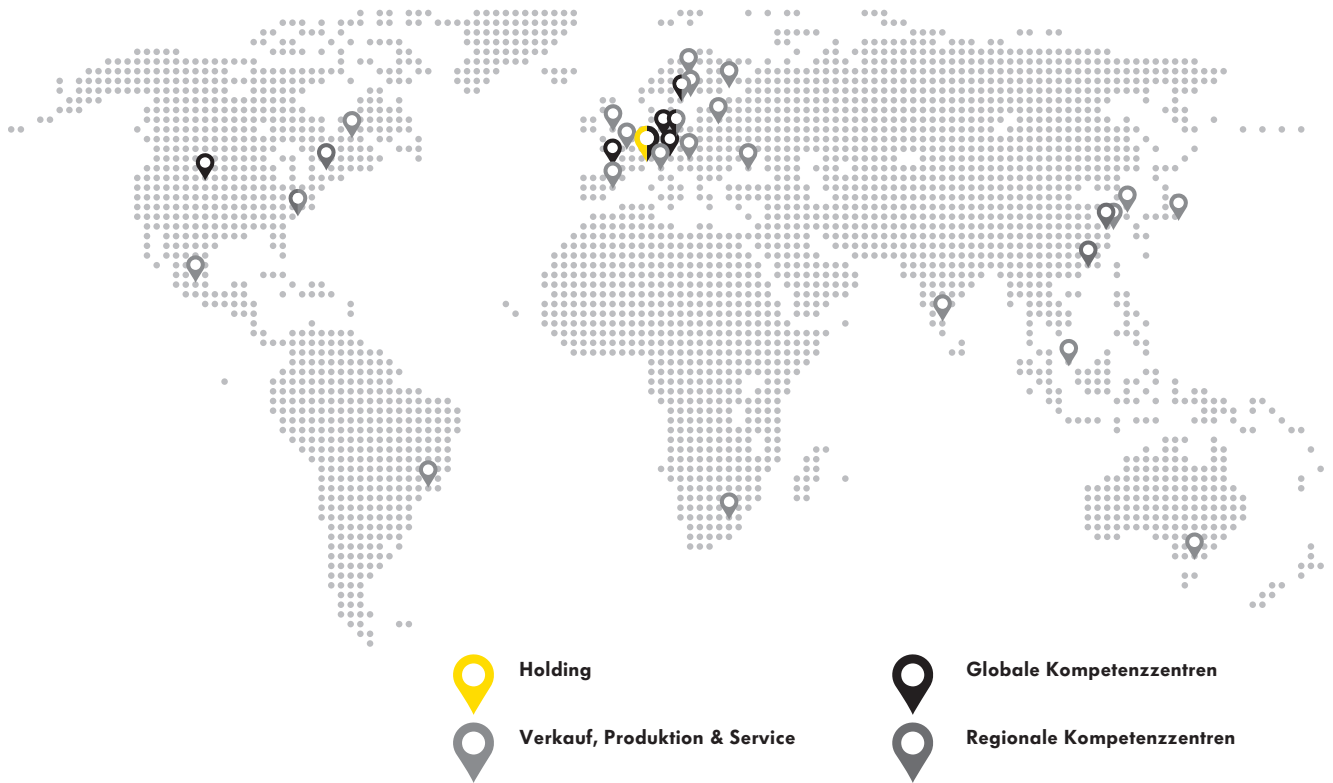 Holding
Globale Kompetenzzentren
Verkauf, Produktion & Service
Regionale Kompetenzzentren